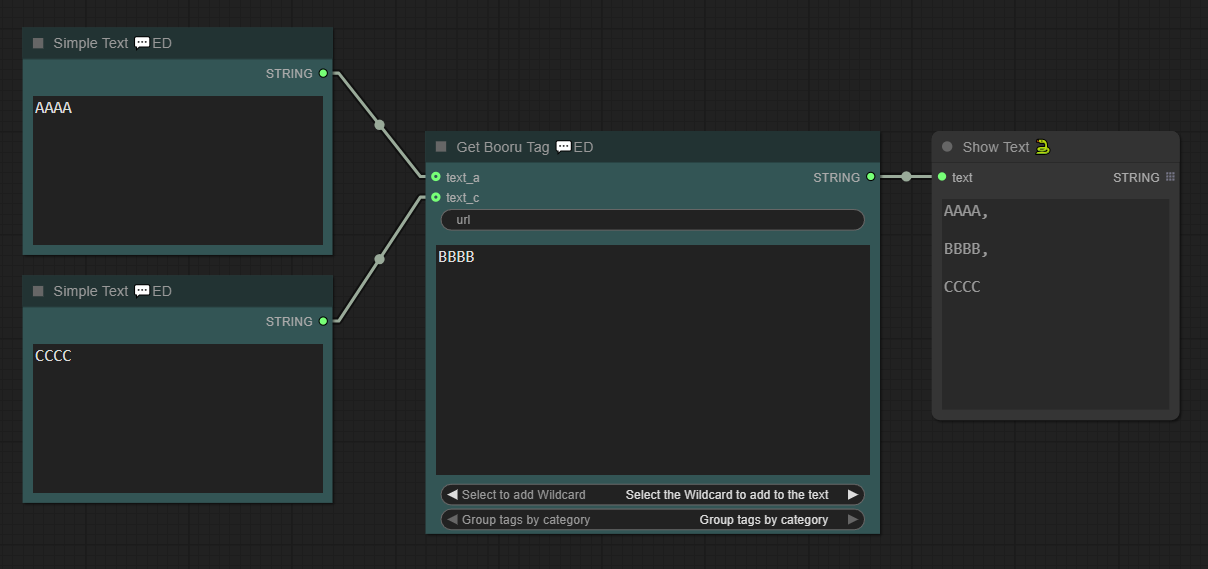 Simple Text 💬ED
STRING
AAAA
Simple Text 💬ED
STRING
CCCC
Get Booru Tag 💬ED
text_a STRING
text_c
url
BBBB
Select to add Wildcard Select the Wildcard to add to the text
Group tags by category Group tags by category
Show Text 🐍
text STRING
AAAA,
BBBB,
CCCC